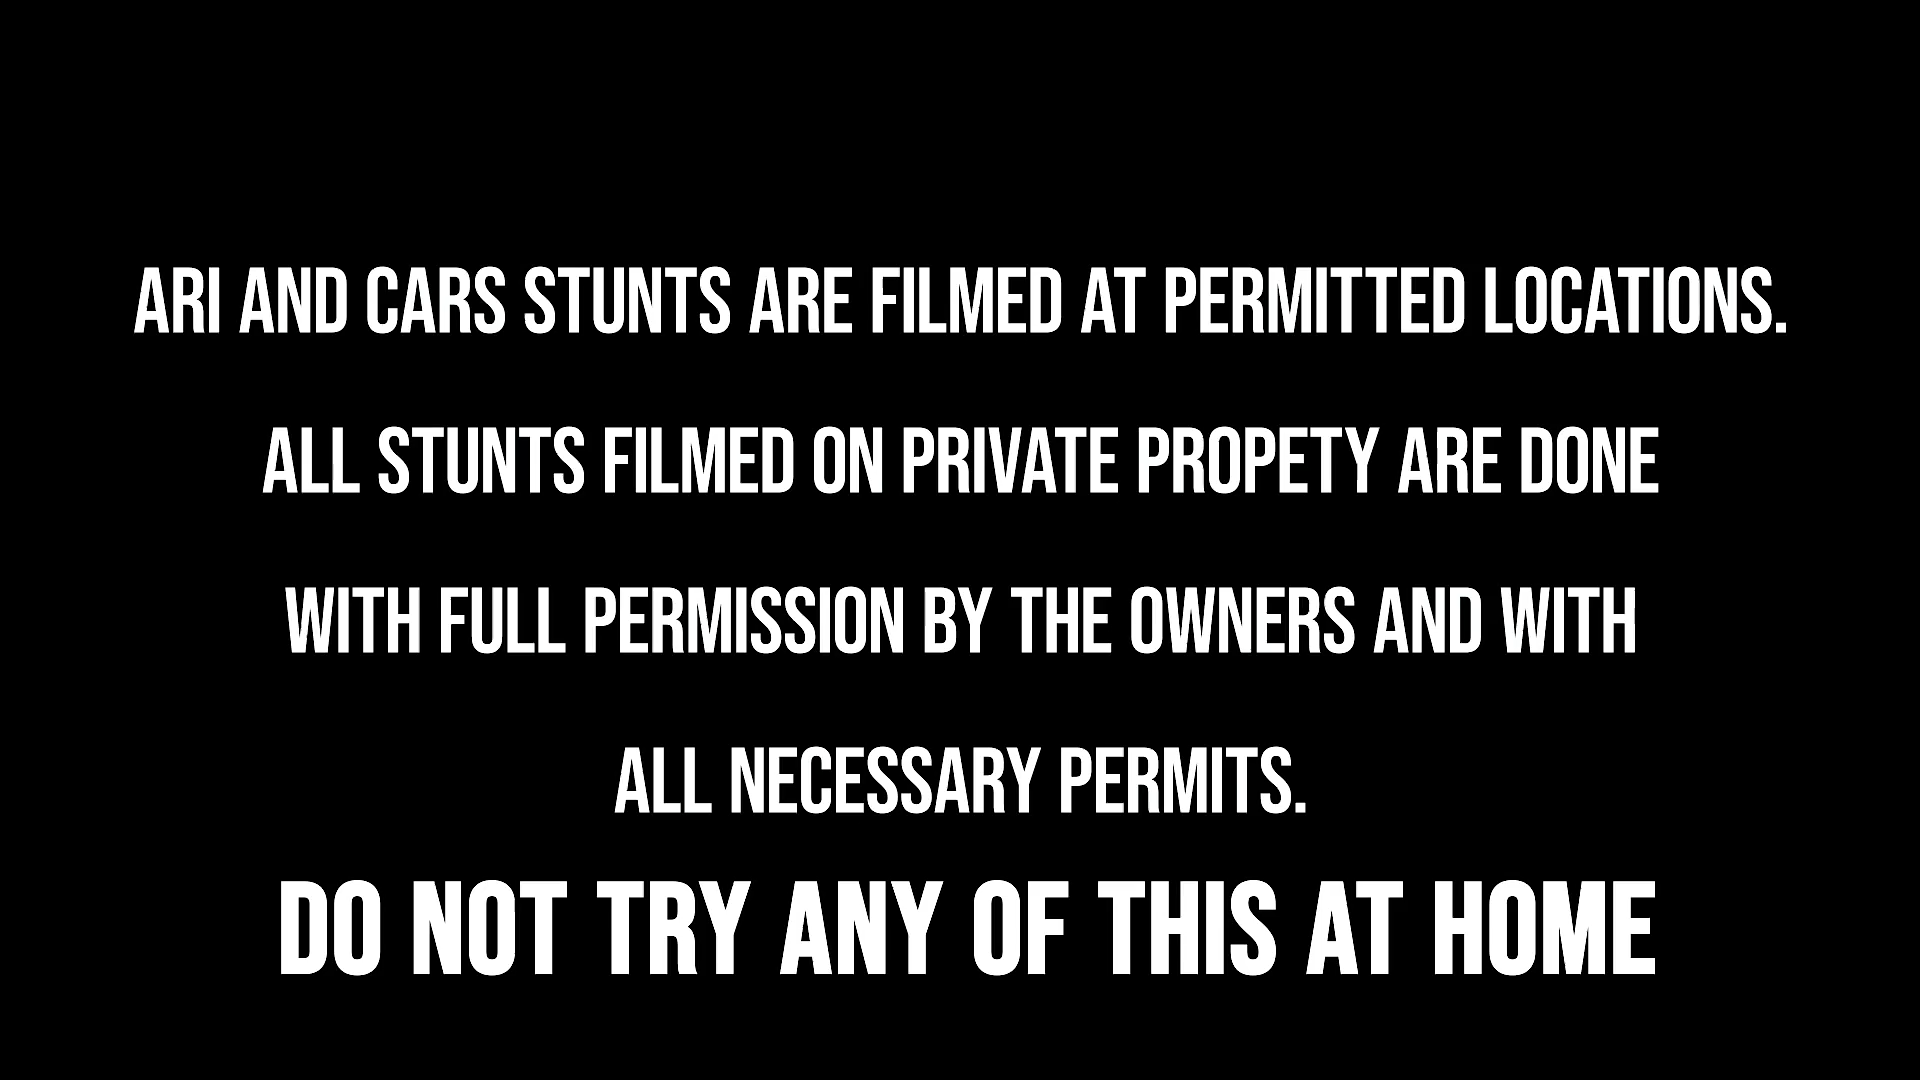 ARI AND CARS STUNTS ARE FILMED AT PERMITTED LOCATIONS.
ALL STUNTS FILMED ON PRIVATE PROPETY ARE DONE
WITH FULL PERMISSION BY THE OWNERS AND WITH
ALL NECESSARY PERMITS.
DO NOT TRY ANY OF THIS AT HOME